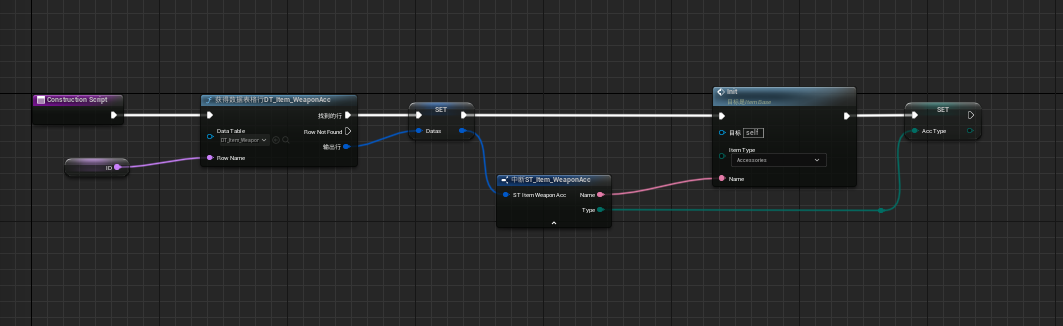 Construction Script
ID
获得数据表格行DT_Item_WeaponAcc
找到的行
Data Table
DT_Item_Weapor
Row Not Found
输出行
Row Name
SET
Datas
中断ST_Item_WeaponAcc
ST Item Weapon Acc
Name
Type
Init
目标是Item Base
目标
self
Item Type
Accessories
Name
SET
Acc Type